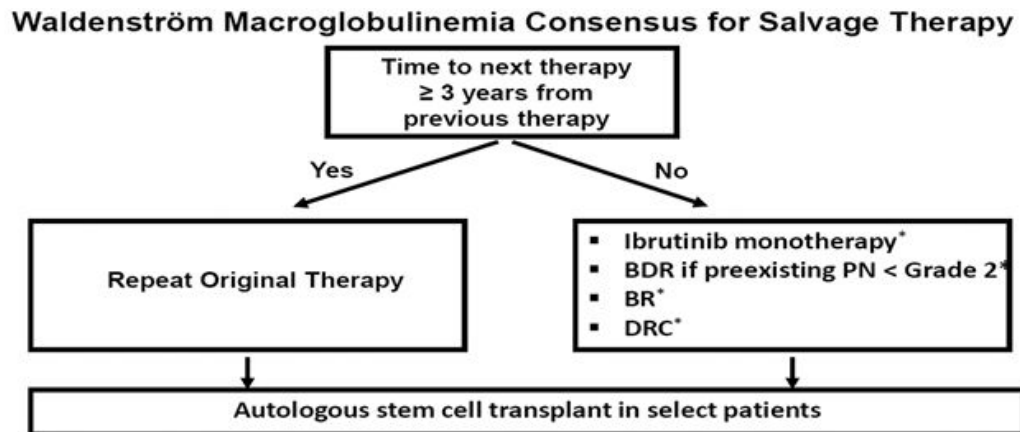 Waldenström Macroglobulinemia Consensus for Salvage Therapy
Time to next therapy
≥ 3 years from
previous therapy
Yes
No
Repeat Original Therapy
▪ Ibrutinib monotherapy*
▪ BDR if preexisting PN < Grade 2*
▪ BR*
▪ DRC*
Autologous stem cell transplant in select patients